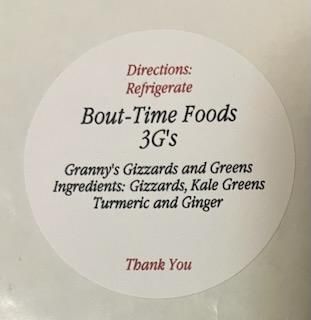 Directions:
Refrigerate
Bout-Time Foods
3G's
Granny's Gizzards and Greens
Ingredients: Gizzards, Kale Greens
Turmeric and Ginger
Thank You